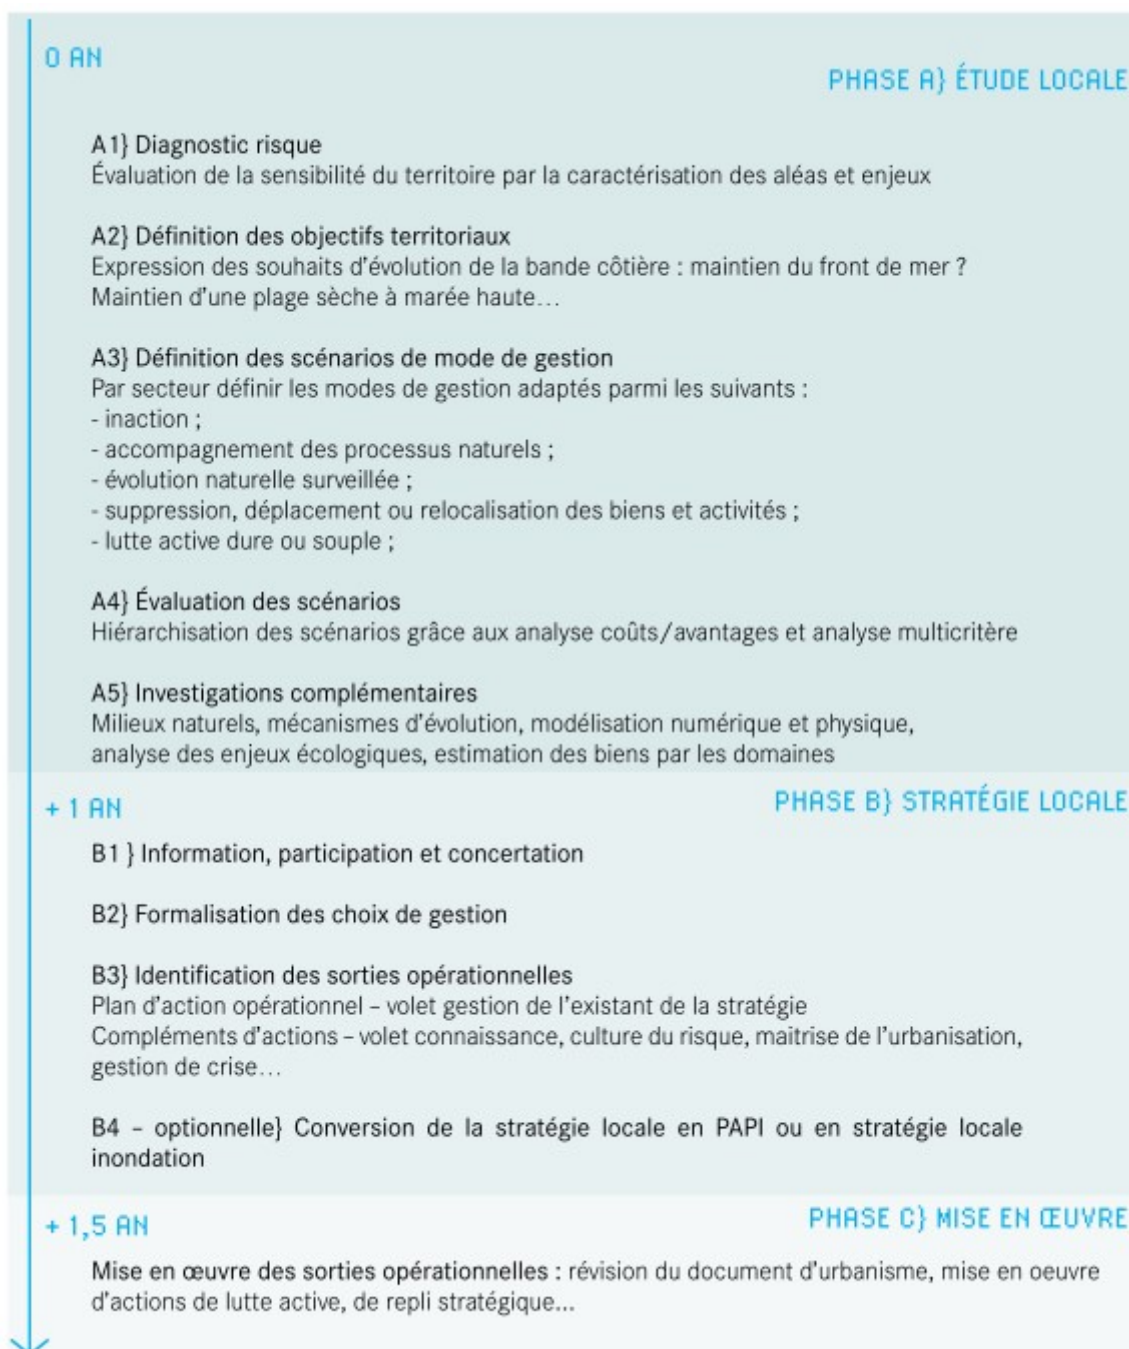 0 AN
PHASE A} ÉTUDE LOCALE
A1} Diagnostic risque
Évaluation de la sensibilité du territoire par la caractérisation des aléas et enjeux
A2} Définition des objectifs territoriaux
Expression des souhaits d'évolution de la bande côtière : maintien du front de mer ?
Maintien d'une plage sèche à marée haute…
A3} Définition des scénarios de mode de gestion
Par secteur définir les modes de gestion adaptés parmi les suivants :
- inaction ;
- accompagnement des processus naturels ;
- évolution naturelle surveillée ;
- suppression, déplacement ou relocalisation des biens et activités ;
- lutte active dure ou souple ;
A4} Évaluation des scénarios
Hiérarchisation des scénarios grâce aux analyse coûts/avantages et analyse multicritère
A5} Investigations complémentaires
Milieux naturels, mécanismes d'évolution, modélisation numérique et physique,
analyse des enjeux écologiques, estimation des biens par les domaines
+ 1 AN
PHASE B} STRATÉGIE LOCALE
B1 } Information, participation et concertation
B2} Formalisation des choix de gestion
B3} Identification des sorties opérationnelles
Plan d'action opérationnel – volet gestion de l'existant de la stratégie
Compléments d'actions – volet connaissance, culture du risque, maitrise de l'urbanisation,
gestion de crise…
B4 – optionnelle} Conversion de la stratégie locale en PAPI ou en stratégie locale
inondation
+ 1,5 AN
PHASE C} MISE EN ŒUVRE
Mise en œuvre des sorties opérationnelles : révision du document d'urbanisme, mise en oeuvre
d'actions de lutte active, de repli stratégique...